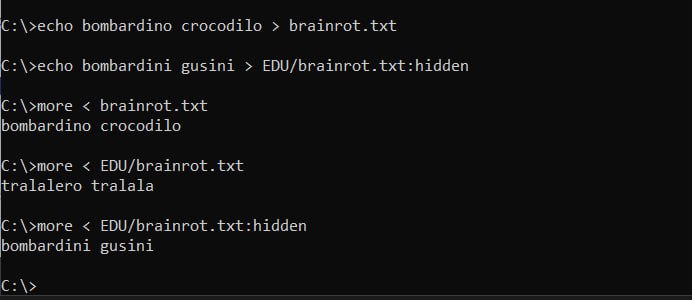 C:\>echo bombardino crocodilo > brainrot.txt
C:\>echo bombardini gusini > EDU/brainrot.txt:hidden
C:\>more < brainrot.txt
bombardino crocodilo
C:\>more < EDU/brainrot.txt
tralalero tralala
C:\>more < EDU/brainrot.txt:hidden
bombardini gusini
C:\>